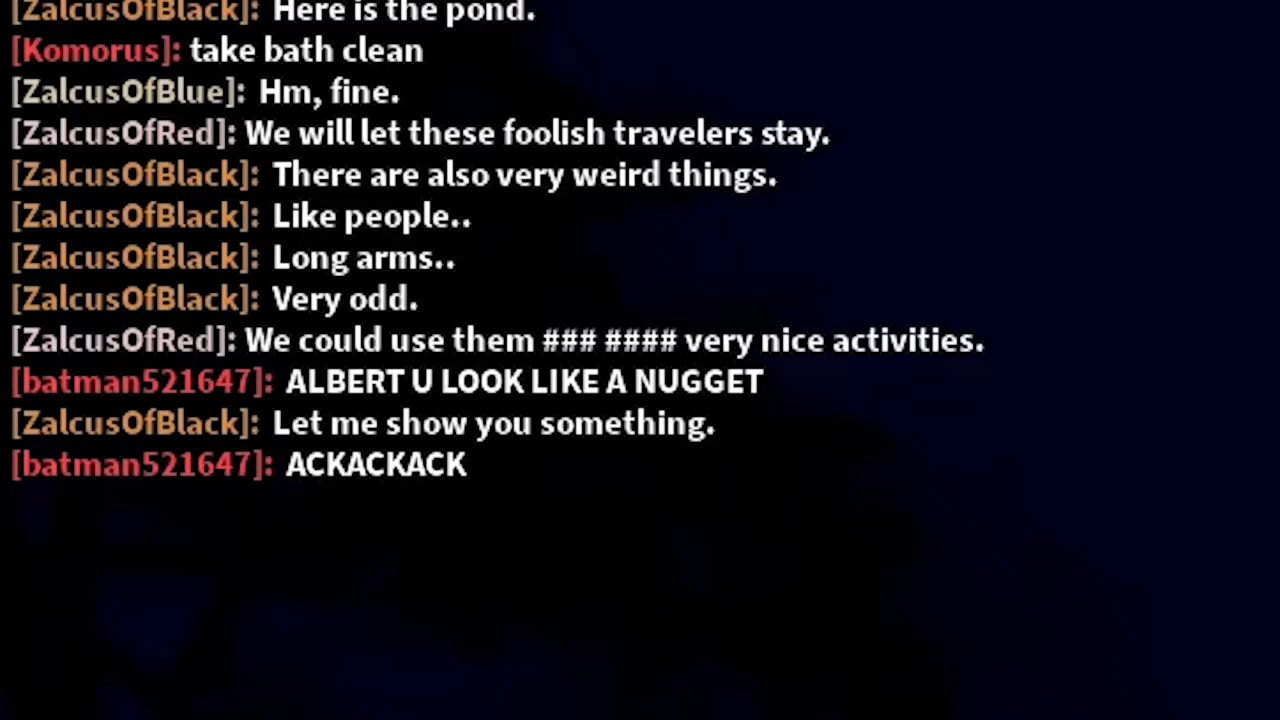 [ZalcusOfBlack]: Here is the pond.
[Komorus]: take bath clean
[ZalcusOfBlue]: Hm, fine.
[ZalcusOfRed]: We will let these foolish travelers stay.
[ZalcusOfBlack]: There are also very weird things.
[ZalcusOfBlack]: Like people..
[ZalcusOfBlack]: Long arms..
[ZalcusOfBlack]: Very odd.
[ZalcusOfRed]: We could use them ### #### very nice activities.
[batman521647]: ALBERT U LOOK LIKE A NUGGET
[ZalcusOfBlack]: Let me show you something.
[batman521647]: ACKACKACK